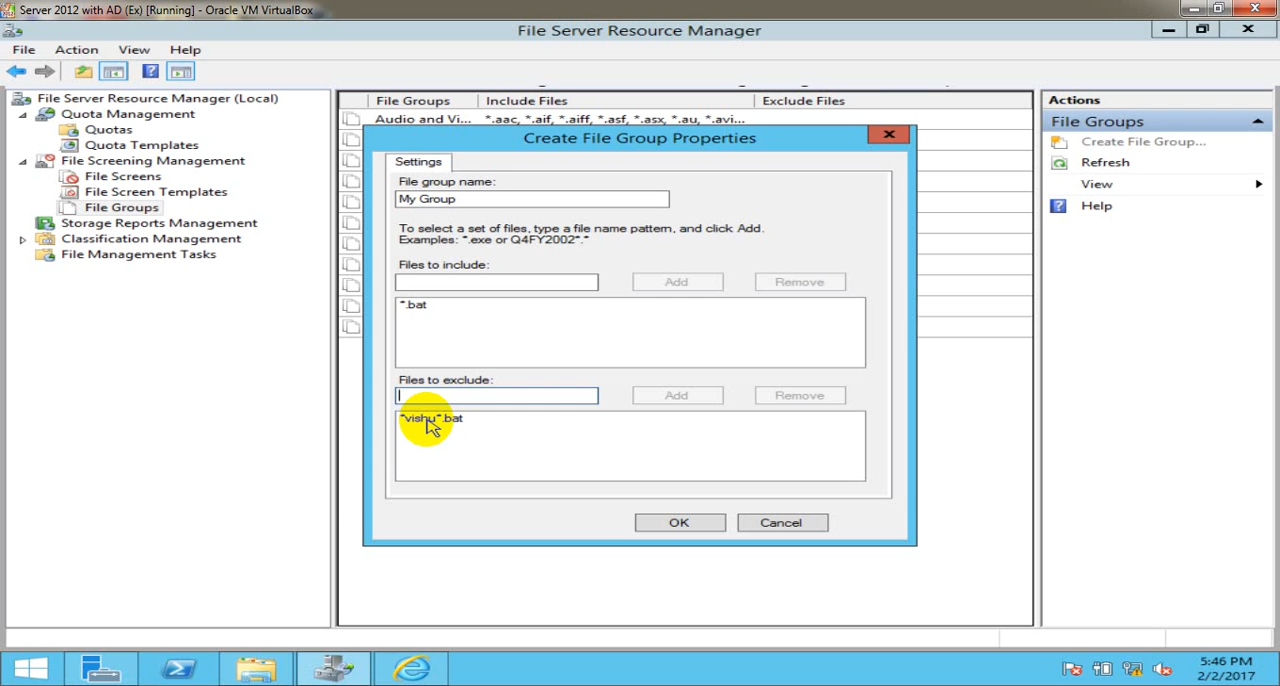 Server 2012 with AD (Ex) [Running] - Oracle VM VirtualBox
File Server Resource Manager
File Action View Help
File Server Resource Manager (Local)
Quota Management
Quotas
Quota Templates
File Screening Management
File Screens
File Screen Templates
File Groups
Storage Reports Management
Classification Management
File Management Tasks
File Groups Include Files Exclude Files
Audio and Vi... *.aac, *.aif, *.aiff, *.asf, *.asx, *.au, *.avi...
Create File Group Properties
Settings
File group name:
My Group
To select a set of files, type a file name pattern, and click Add.
Examples: *.exe or Q4FY2002*.*
Files to include:
Add Remove
*.bat
Files to exclude:
Add Remove
*vishu*.bat
OK Cancel
Actions
File Groups
Create File Group...
Refresh
View
Help
5:46 PM
2/2/2017